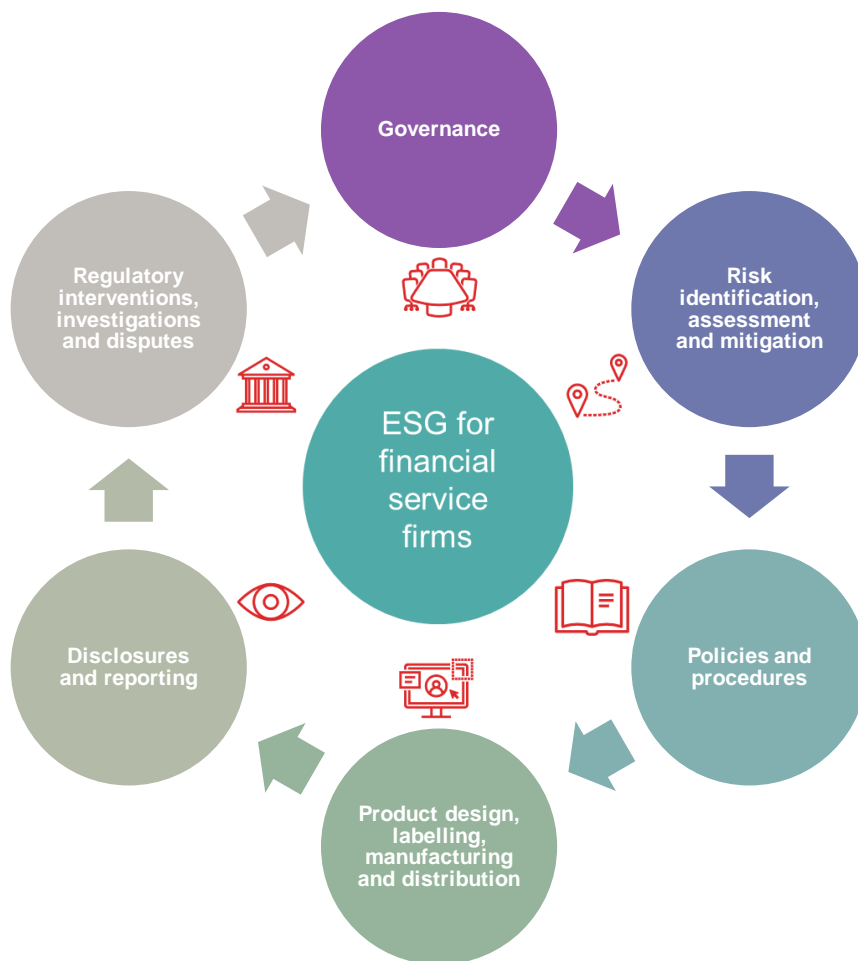 Governance
Risk
identification,
assessment
and mitigation
Policies and
procedures
Product design,
labelling,
manufacturing
and distribution
Disclosures
and reporting
Regulatory
interventions,
investigations
and disputes
ESG for
financial
service
firms